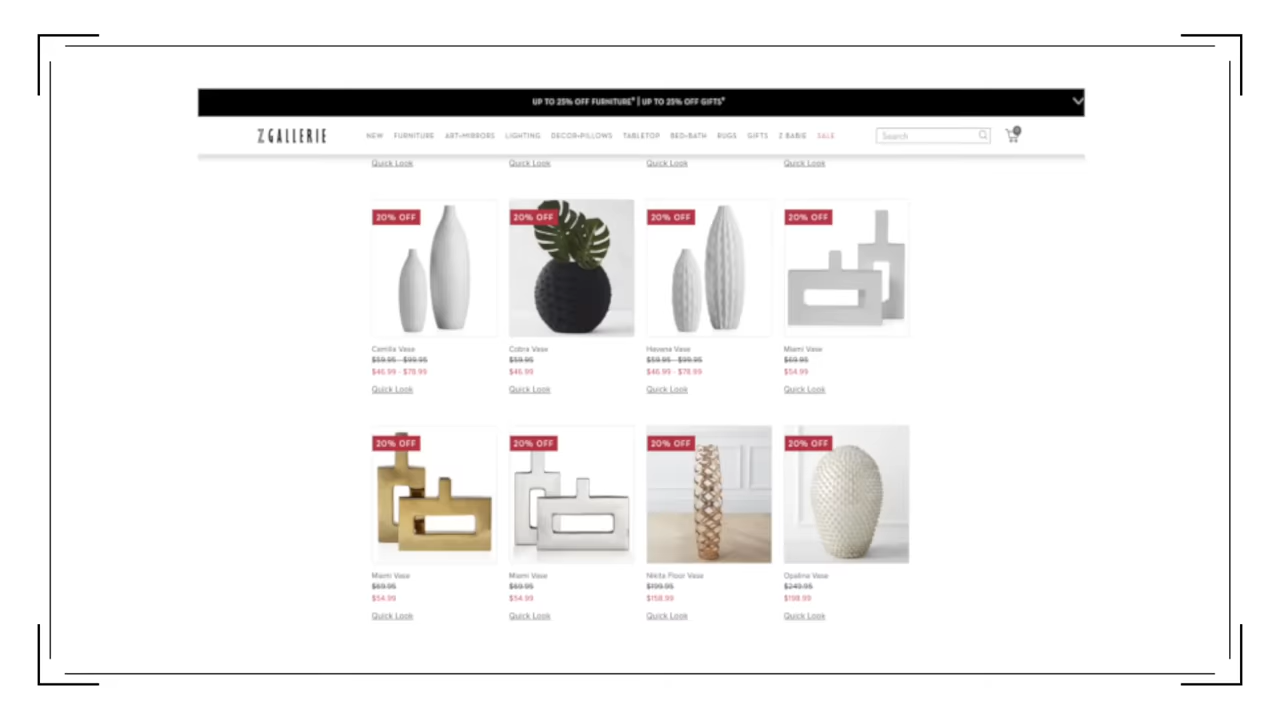 UP TO 25% OFF FURNITURE* | UP TO 25% OFF GIFTS*
Z GALLERIE NEW FURNITURE ART+MIRRORS LIGHTING DECOR+PILLOWS TABLETOP BED+BATH RUGS GIFTS Z BABIE SALE Search 0
Quick Look Quick Look Quick Look Quick Look
20% OFF 20% OFF 20% OFF 20% OFF
Camilla Vase Cobra Vase Havana Vase Miami Vase
$59.95 - $99.95 $59.95 $59.95 - $99.95 $69.95
$46.99 - $78.99 $46.99 $46.99 - $78.99 $54.99
Quick Look Quick Look Quick Look Quick Look
20% OFF 20% OFF 20% OFF 20% OFF
Miami Vase Miami Vase Nikita Floor Vase Opalina Vase
$69.95 $69.95 $199.95 $249.95
$54.99 $54.99 $158.99 $198.99
Quick Look Quick Look Quick Look Quick Look